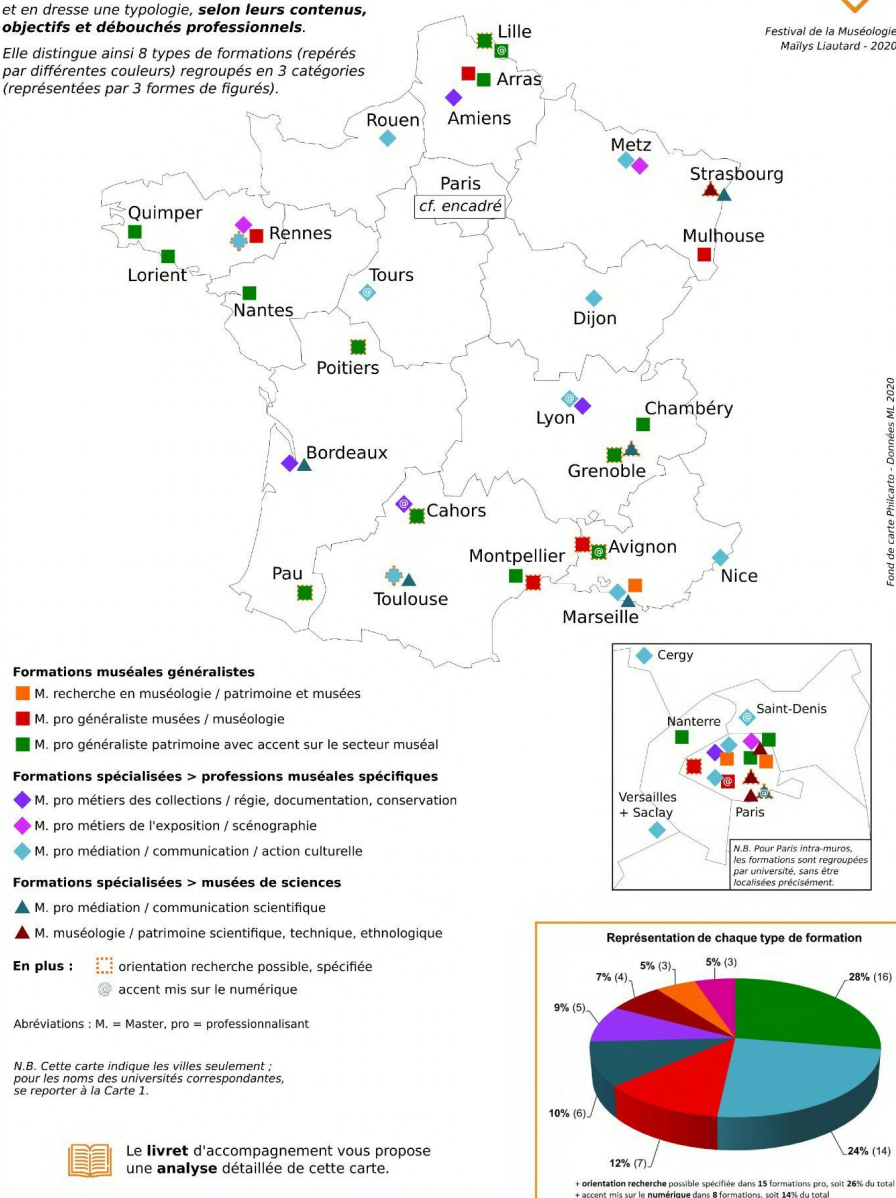 et en dresse une typologie, selon leurs contenus,
objectifs et débouchés professionnels.
Elle distingue ainsi 8 types de formations (repérés
par différentes couleurs) regroupés en 3 catégories
(représentées par 3 formes de figurés).
Festival de la Muséologie
Maïlys Liautard - 2020
Lille
@
Arras
Amiens
Rouen
Metz
Strasbourg
Paris
cf. encadré
Quimper
Rennes
Mulhouse
Lorient
Tours
@
Nantes
Dijon
Poitiers
Fond de carte Philcarto - Données ML 2020
@
Lyon
Chambéry
Bordeaux
Grenoble
@
Cahors
Montpellier
@
Avignon
Pau
Nice
Toulouse
Marseille
Cergy
Saint-Denis
@
Nanterre
@
@
Versailles
+ Saclay
Paris
N.B. Pour Paris intra-muros,
les formations sont regroupées
par université, sans être
localisées précisément.
Formations muséales généralistes
M. recherche en muséologie / patrimoine et musées
M. pro généraliste musées / muséologie
M. pro généraliste patrimoine avec accent sur le secteur muséal
Formations spécialisées > professions muséales spécifiques
M. pro métiers des collections / régie, documentation, conservation
M. pro métiers de l'exposition / scénographie
M. pro médiation / communication / action culturelle
Formations spécialisées > musées de sciences
M. pro médiation / communication scientifique
M. muséologie / patrimoine scientifique, technique, ethnologique
En plus : orientation recherche possible, spécifiée
@ accent mis sur le numérique
Abréviations : M. = Master, pro = professionnalisant
N.B. Cette carte indique les villes seulement ;
pour les noms des universités correspondantes,
se reporter à la Carte 1.
Le livret d'accompagnement vous propose
une analyse détaillée de cette carte.
Représentation de chaque type de formation
5% (3)
5% (3)
7% (4)
28% (16)
9% (5)
10% (6)
24% (14)
12% (7)
+ orientation recherche possible spécifiée dans 15 formations pro, soit 26% du total
+ accent mis sur le numérique dans 8 formations, soit 14% du total